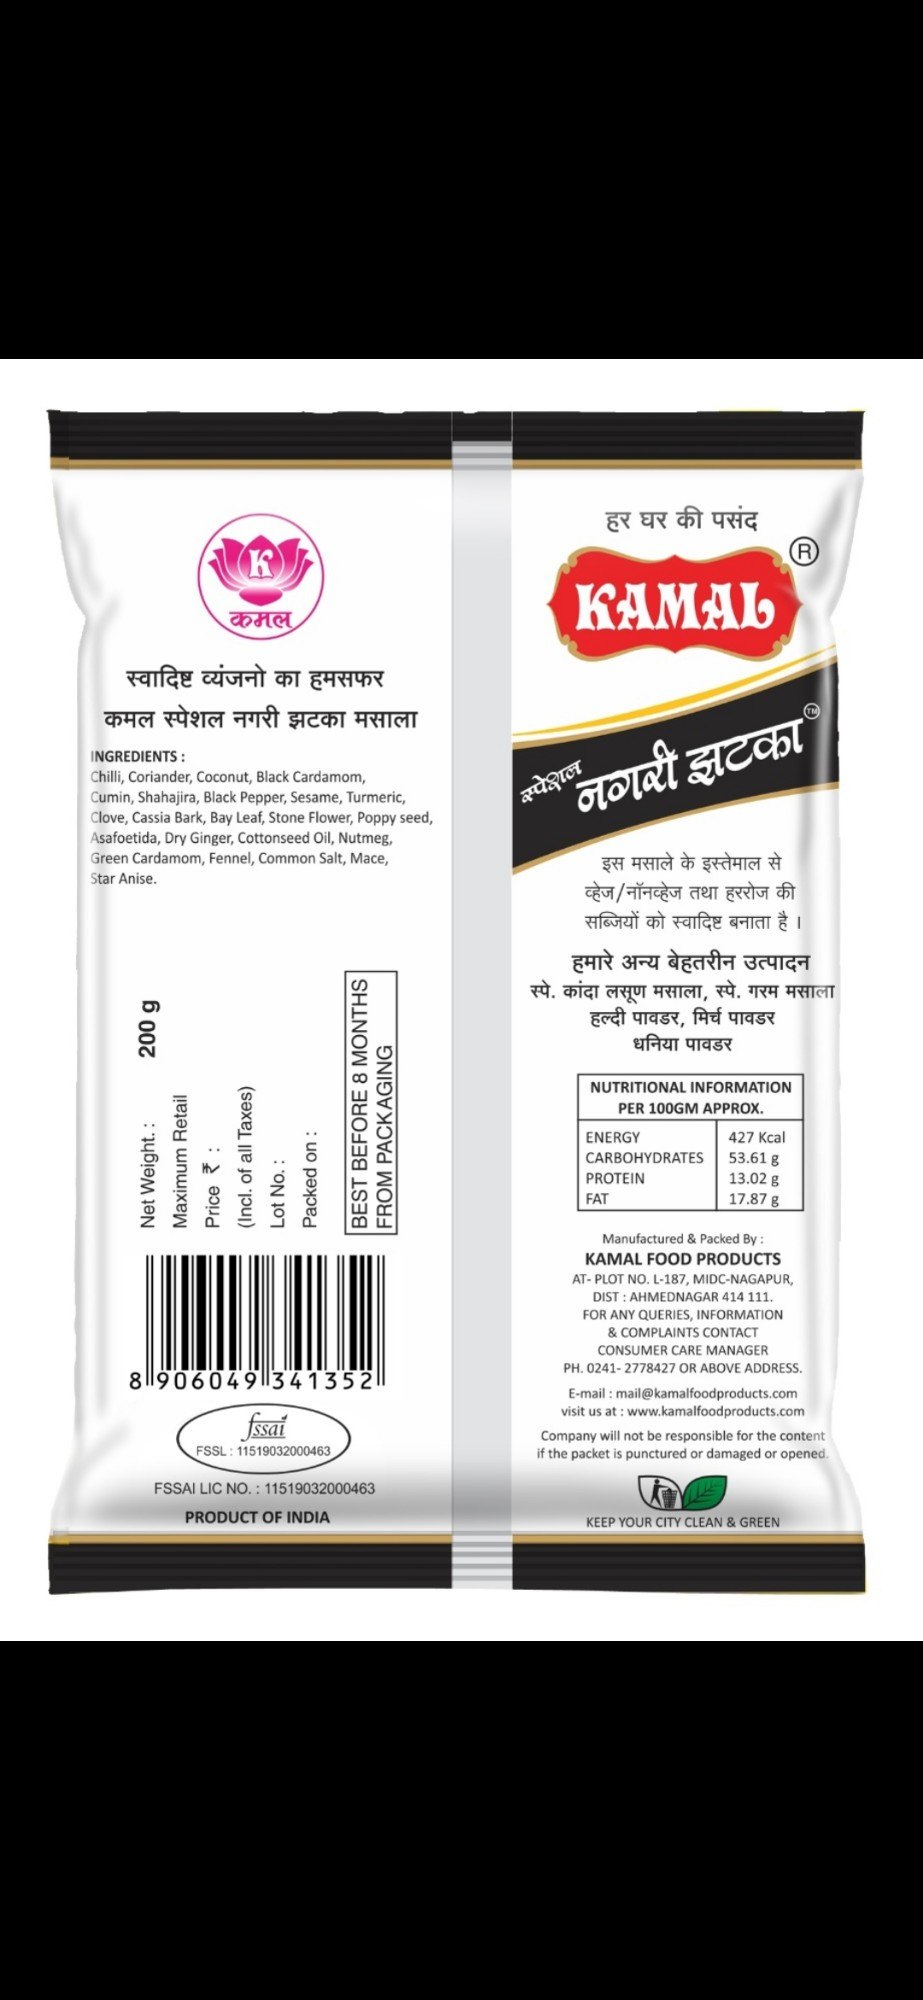 K
कमल
स्वादिष्ट व्यंजनो का हमसफर
कमल स्पेशल नगरी झटका मसाला
INGREDIENTS :
Chilli, Coriander, Coconut, Black Cardamom,
Cumin, Shahajira, Black Pepper, Sesame, Turmeric,
Clove, Cassia Bark, Bay Leaf, Stone Flower, Poppy seed,
Asafoetida, Dry Ginger, Cottonseed Oil, Nutmeg,
Green Cardamom, Fennel, Common Salt, Mace,
Star Anise.
Net Weight. : 200 g
Maximum Retail
Price ₹ :
(Incl. of all Taxes)
Lot No. :
Packed on :
BEST BEFORE 8 MONTHS
FROM PACKAGING
8 906049 341352
fssai
FSSL : 11519032000463
FSSAI LIC NO. : 11519032000463
PRODUCT OF INDIA
हर घर की पसंद
KAMAL ®
स्पेशल नगरी झटका ™
इस मसाले के इस्तेमाल से
व्हेज/नॉनव्हेज तथा हररोज की
सब्जियों को स्वादिष्ट बनाता है ।
हमारे अन्य बेहतरीन उत्पादन
स्पे. कांदा लसूण मसाला, स्पे. गरम मसाला
हल्दी पावडर, मिर्च पावडर
धनिया पावडर
NUTRITIONAL INFORMATION
PER 100GM APPROX.
ENERGY 427 Kcal
CARBOHYDRATES 53.61 g
PROTEIN 13.02 g
FAT 17.87 g
Manufactured & Packed By :
KAMAL FOOD PRODUCTS
AT- PLOT NO. L-187, MIDC-NAGAPUR,
DIST : AHMEDNAGAR 414 111.
FOR ANY QUERIES, INFORMATION
& COMPLAINTS CONTACT
CONSUMER CARE MANAGER
PH. 0241- 2778427 OR ABOVE ADDRESS.
E-mail : mail@kamalfoodproducts.com
visit us at : www.kamalfoodproducts.com
Company will not be responsible for the content
if the packet is punctured or damaged or opened.
KEEP YOUR CITY CLEAN & GREEN